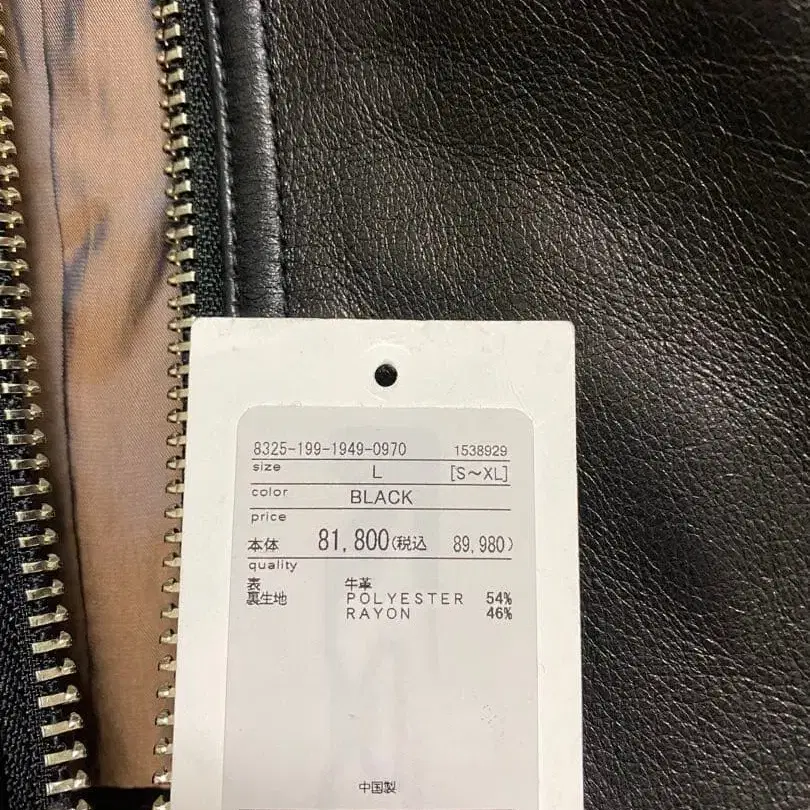 8325-199-1949-0970 1538929
size L [S～XL]
color BLACK
price
本体 81,800(税込 89,980)
quality
表 牛革
裏生地 POLYESTER 54%
RAYON 46%
中国製